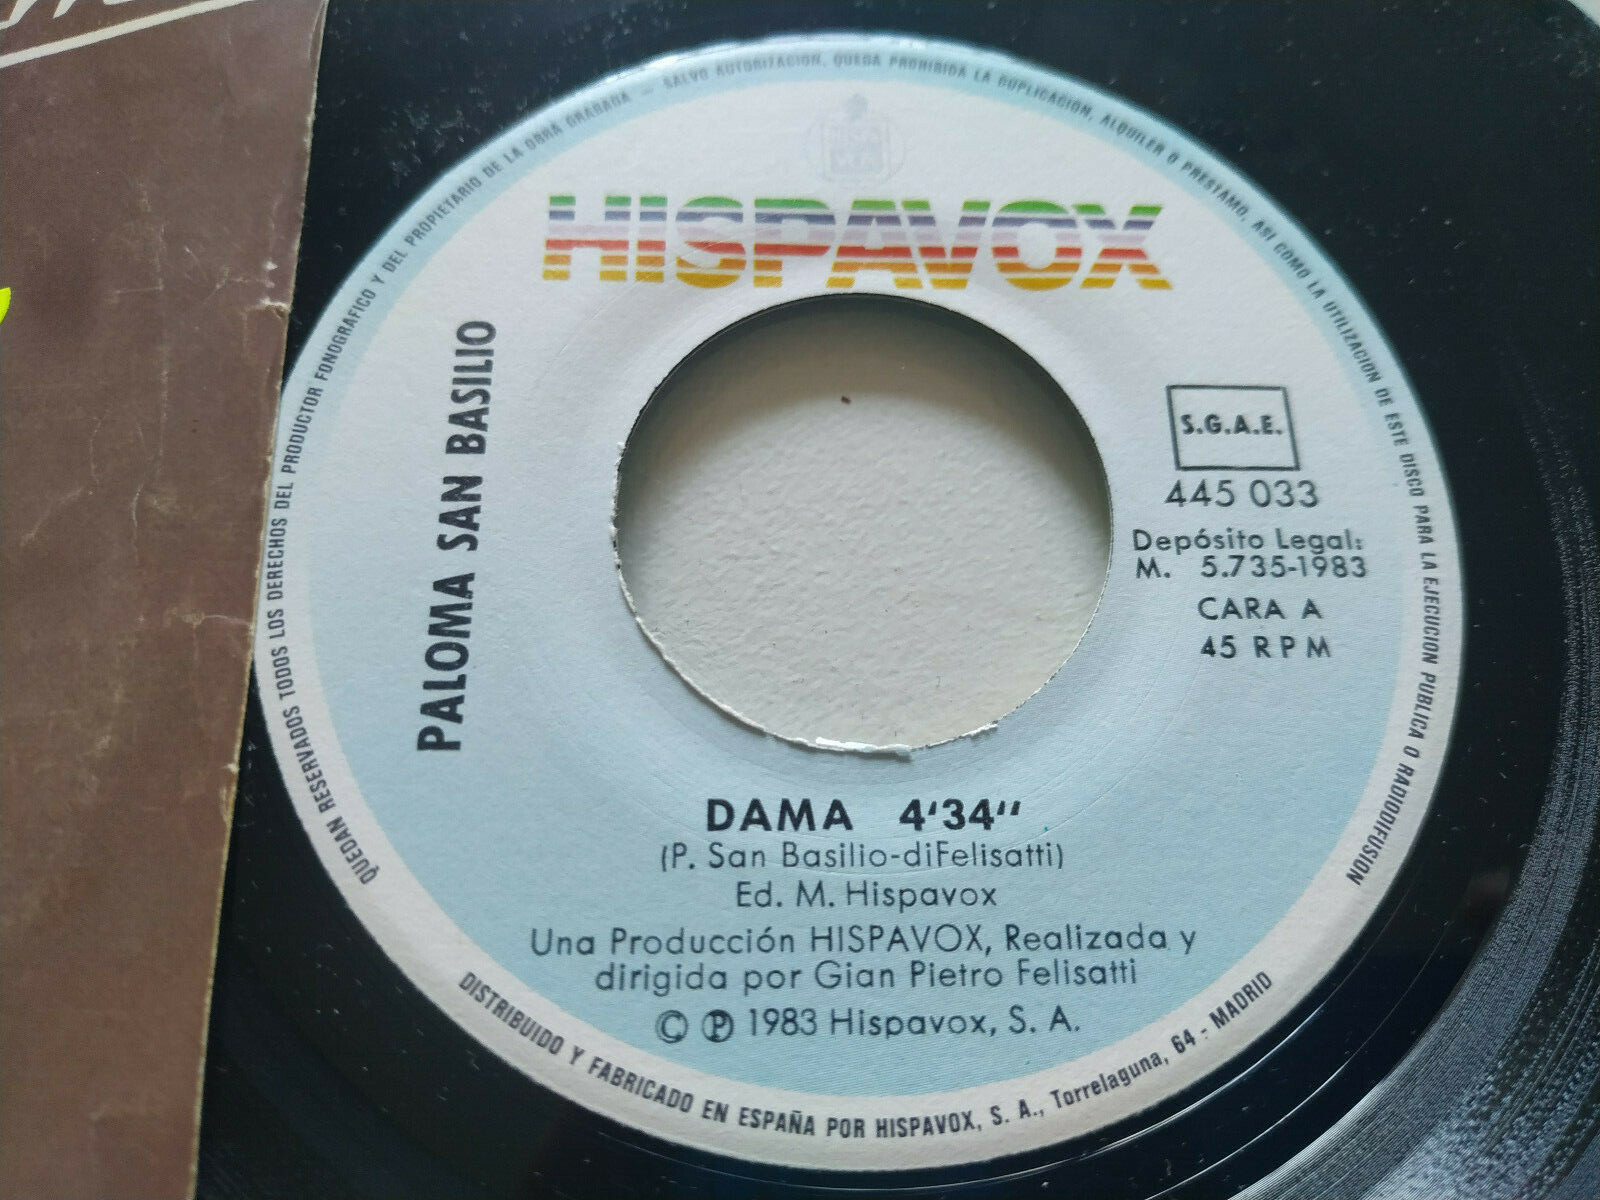 QUEDAN RESERVADOS TODOS LOS DERECHOS DEL PRODUCTOR FONOGRAFICO Y DEL PROPIETARIO DE LA OBRA GRABADA — SALVO AUTORIZACION, QUEDA PROHIBIDA LA DUPLICACION, ALQUILER O PRESTAMO, ASI COMO LA UTILIZACION DE ESTE DISCO PARA LA EJECUCION PUBLICA O RADIODIFUSION
HISPAVOX
PALOMA SAN BASILIO
S.G.A.E.
445 033
Depósito Legal:
M. 5.735-1983
CARA A
45 RPM
DAMA 4'34"
(P. San Basilio-diFelisatti)
Ed. M. Hispavox
Una Producción HISPAVOX, Realizada y
dirigida por Gian Pietro Felisatti
© ℗ 1983 Hispavox, S. A.
DISTRIBUIDO Y FABRICADO EN ESPAÑA POR HISPAVOX, S. A., Torrelaguna, 64 - MADRID